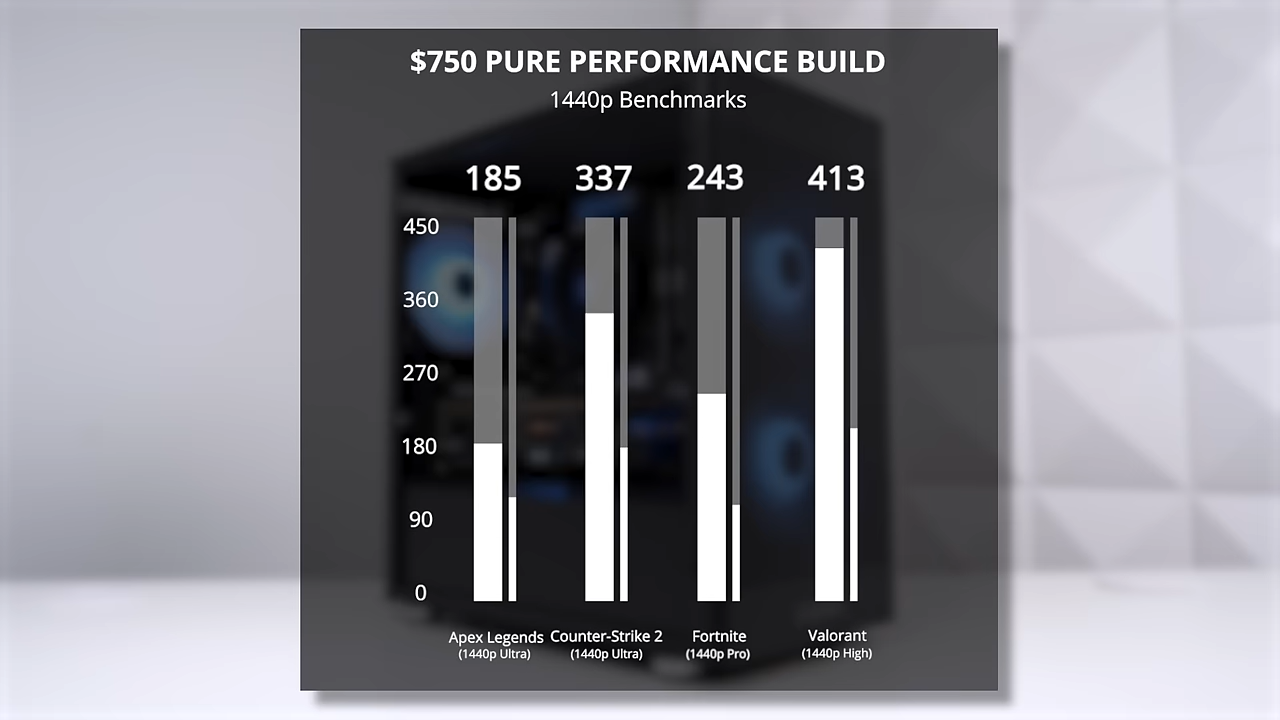 $750 PURE PERFORMANCE BUILD
1440p Benchmarks
185 337 243 413
450
360
270
180
90
0
Apex Legends Counter-Strike 2 Fortnite Valorant
(1440p Ultra) (1440p Ultra) (1440p Pro) (1440p High)